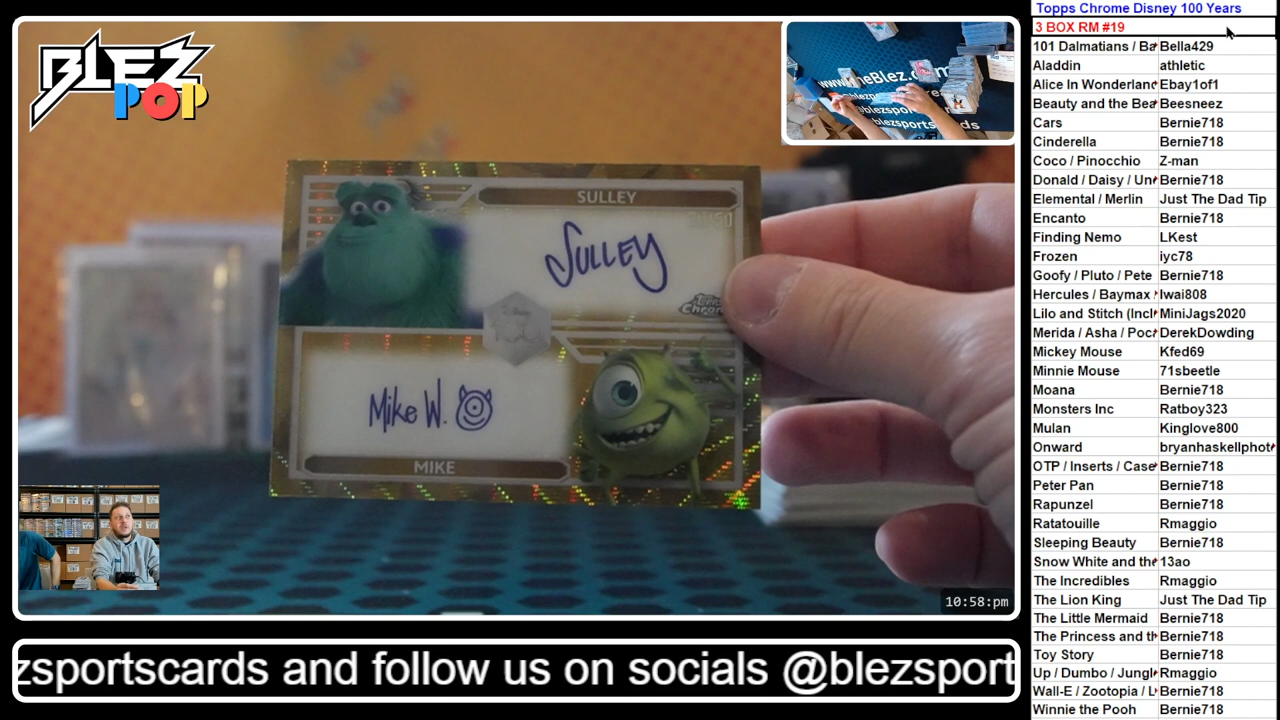 BLEZ
POP
SULLEY
SULLEY
Mike W.
MIKE
10:58:pm
zsportscards and follow us on socials @blezsport
Topps Chrome Disney 100 Years
3 BOX RM #19
101 Dalmatians / Ba Bella429
Aladdin athletic
Alice In Wonderlanc Ebay1of1
Beauty and the Bea Beesneez
Cars Bernie718
Cinderella Bernie718
Coco / Pinocchio Z-man
Donald / Daisy / Un Bernie718
Elemental / Merlin Just The Dad Tip
Encanto Bernie718
Finding Nemo LKest
Frozen iyc78
Goofy / Pluto / Pete Bernie718
Hercules / Baymax Iwai808
Lilo and Stitch (Incl MiniJags2020
Merida / Asha / Poc DerekDowding
Mickey Mouse Kfed69
Minnie Mouse 71sbeetle
Moana Bernie718
Monsters Inc Ratboy323
Mulan Kinglove800
Onward bryanhaskellphot
OTP / Inserts / Case Bernie718
Peter Pan Bernie718
Rapunzel Bernie718
Ratatouille Rmaggio
Sleeping Beauty Bernie718
Snow White and the 13ao
The Incredibles Rmaggio
The Lion King Just The Dad Tip
The Little Mermaid Bernie718
The Princess and th Bernie718
Toy Story Bernie718
Up / Dumbo / Jungl Rmaggio
Wall-E / Zootopia / L Bernie718
Winnie the Pooh Bernie718